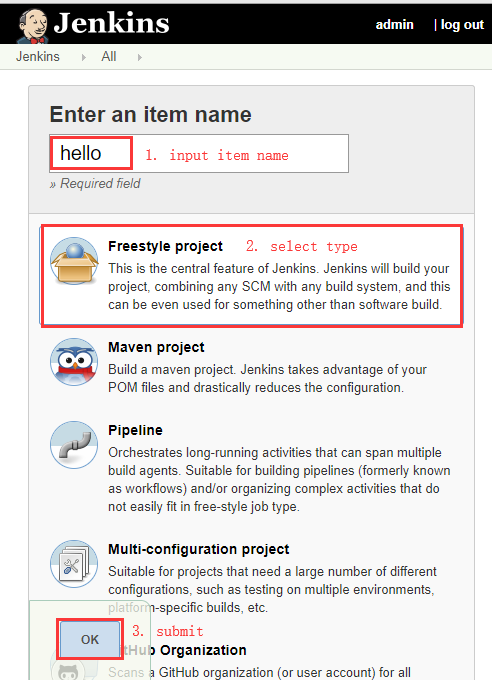 Jenkins
admin | log out
Jenkins All
Enter an item name
hello 1. input item name
» Required field
Freestyle project 2. select type
This is the central feature of Jenkins. Jenkins will build your
project, combining any SCM with any build system, and this
can be even used for something other than software build.
Maven project
Build a maven project. Jenkins takes advantage of your
POM files and drastically reduces the configuration.
Pipeline
Orchestrates long-running activities that can span multiple
build agents. Suitable for building pipelines (formerly known
as workflows) and/or organizing complex activities that do
not easily fit in free-style job type.
Multi-configuration project
Suitable for projects that need a large number of different
configurations, such as testing on multiple environments,
platform-specific builds, etc.
OK 3. submit
GitHub Organization
Scans a GitHub organization (or user account) for all